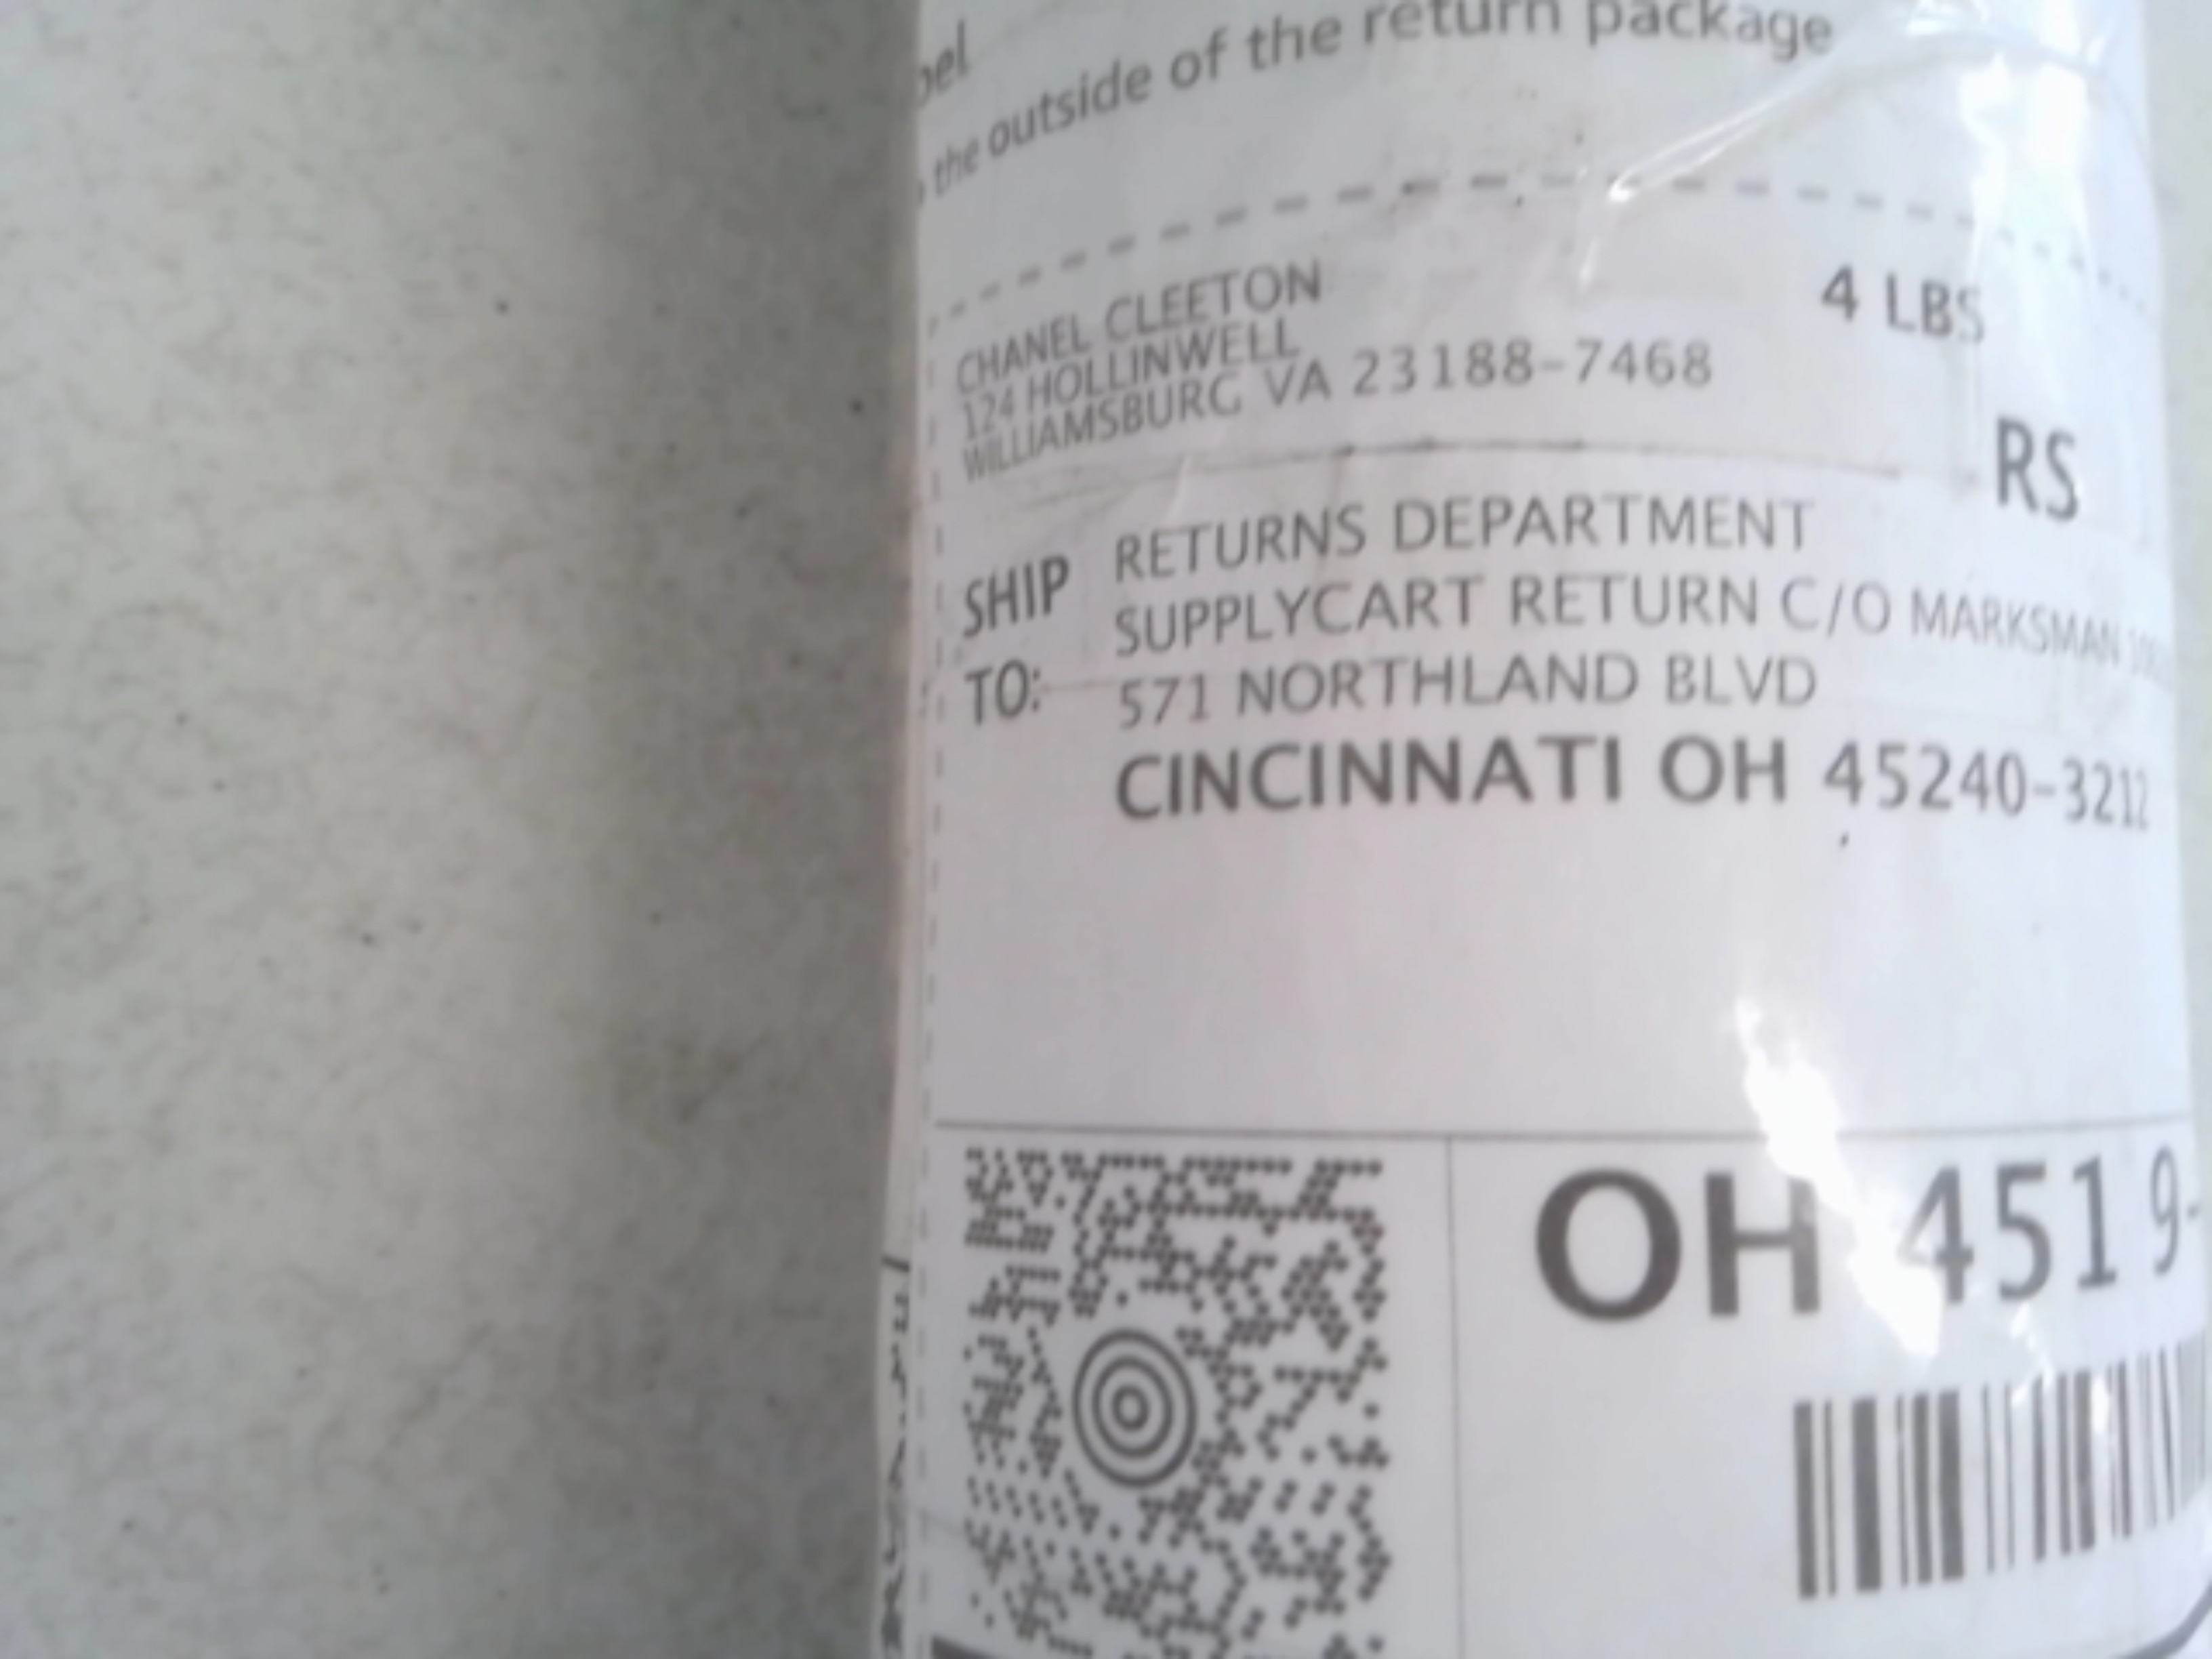 the outside of the return package
CHANEL CLEETON
124 HOLLINWELL
WILLIAMSBURG VA 23188-7468
4 LBS
RS
SHIP TO:
RETURNS DEPARTMENT
SUPPLYCART RETURN C/O MARKSMAN
571 NORTHLAND BLVD
CINCINNATI OH 45240-3212
OH 451 9-